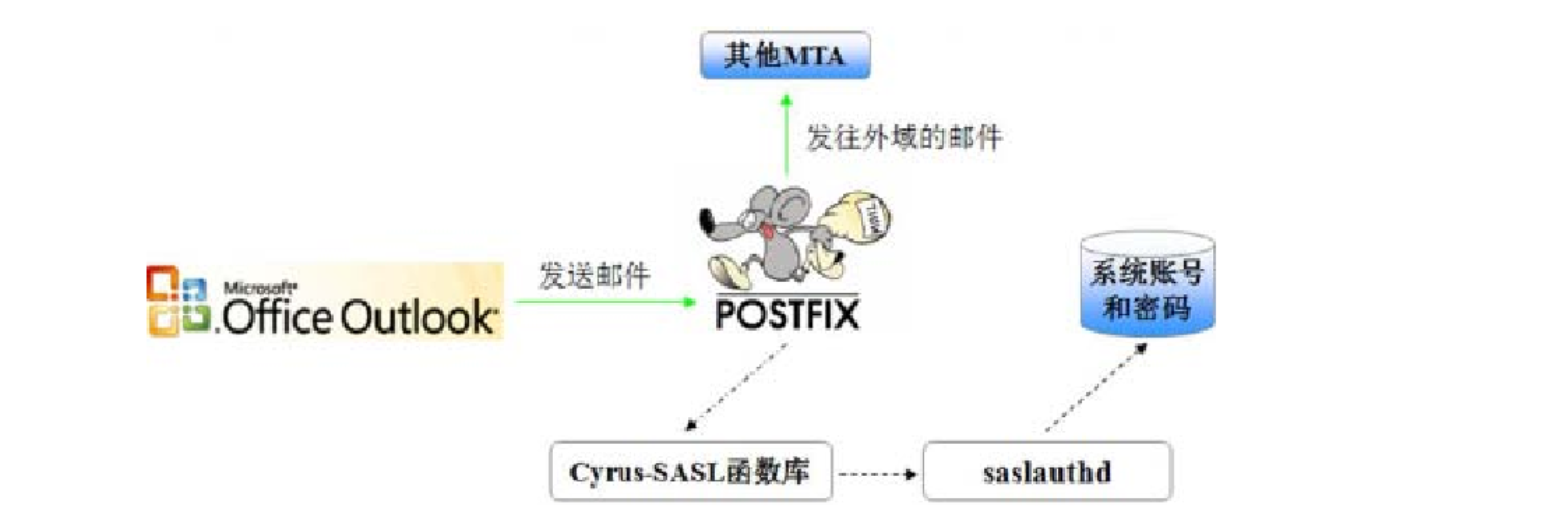 其他MTA
发往外域的邮件
MAIL
发送邮件
Microsoft
Office Outlook
POSTFIX
系统账号
和密码
Cyrus-SASL函数库
saslauthd